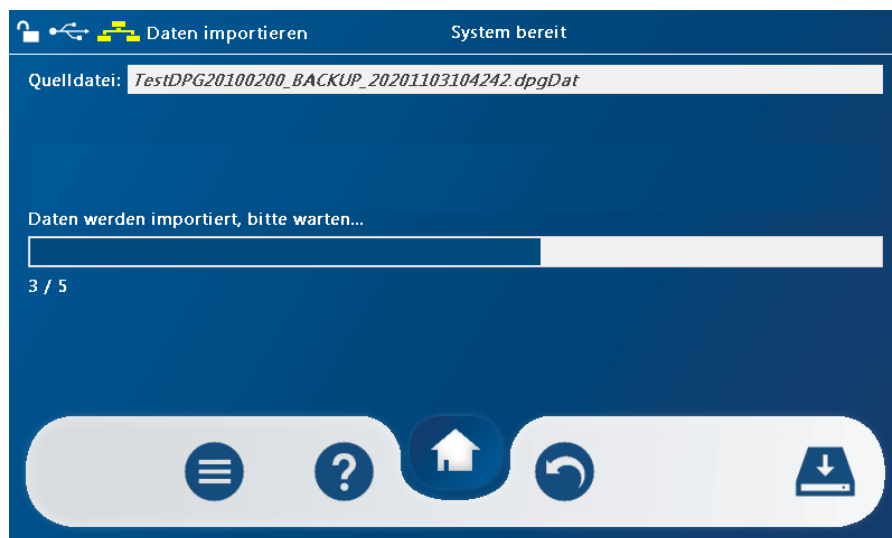 Daten importieren System bereit
Quelldatei: TestDPG20100200_BACKUP_20201103104242.dpgDat
Daten werden importiert, bitte warten...
3 / 5
?